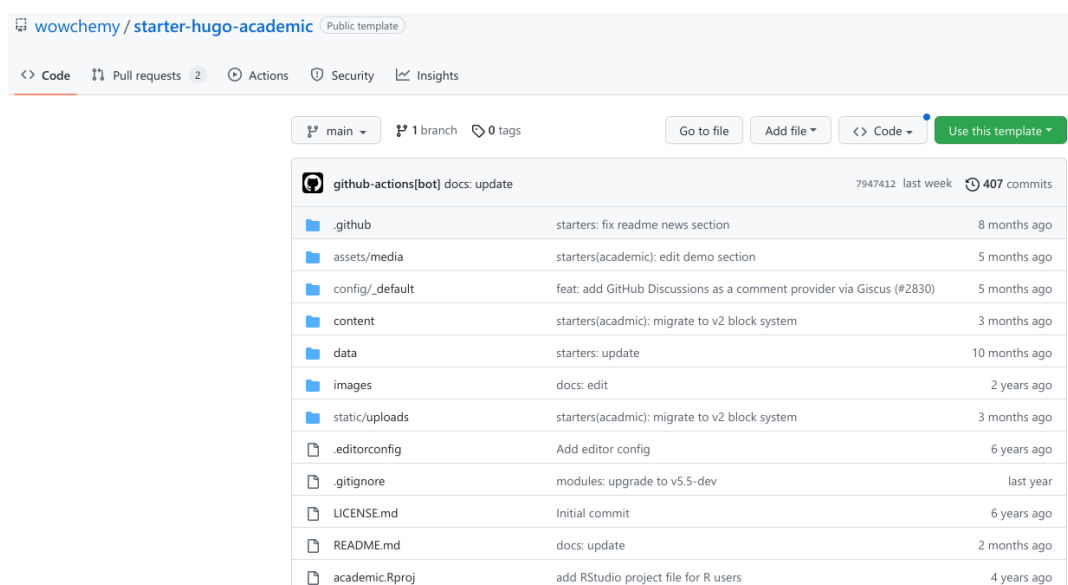 wowchemy / starter-hugo-academic Public template
<> Code Pull requests 2 Actions Security Insights
main 1 branch 0 tags Go to file Add file <> Code Use this template
github-actions[bot] docs: update 7947412 last week 407 commits
.github starters: fix readme news section 8 months ago
assets/media starters(academic): edit demo section 5 months ago
config/_default feat: add GitHub Discussions as a comment provider via Giscus (#2830) 5 months ago
content starters(acadmic): migrate to v2 block system 3 months ago
data starters: update 10 months ago
images docs: edit 2 years ago
static/uploads starters(acadmic): migrate to v2 block system 3 months ago
.editorconfig Add editor config 6 years ago
.gitignore modules: upgrade to v5.5-dev last year
LICENSE.md Initial commit 6 years ago
README.md docs: update 2 months ago
academic.Rproj add RStudio project file for R users 4 years ago